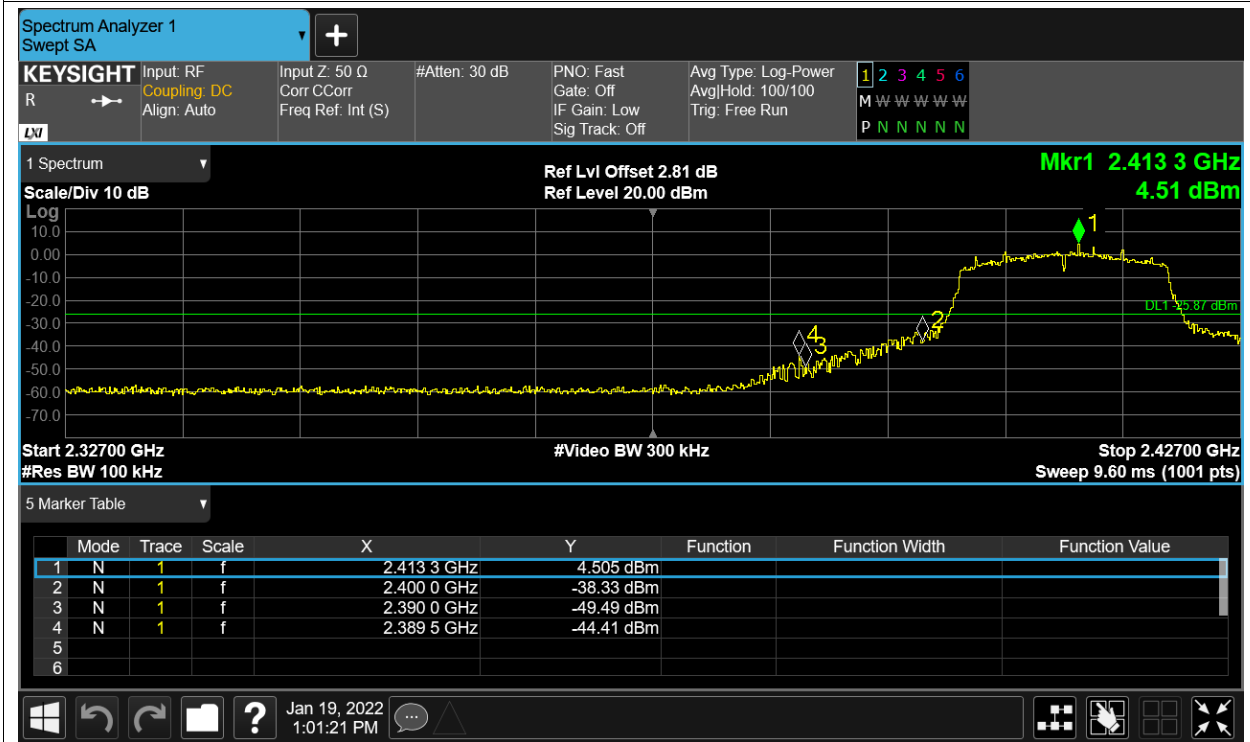 Spectrum Analyzer 1
Swept SA
+
KEYSIGHT
R
LXI
Input: RF
Coupling: DC
Align: Auto
Input Z: 50 Ω
Corr CCorr
Freq Ref: Int (S)
#Atten: 30 dB
PNO: Fast
Gate: Off
IF Gain: Low
Sig Track: Off
Avg Type: Log-Power
Avg|Hold: 100/100
Trig: Free Run
1 2 3 4 5 6
M W W W W W
P N N N N N
1 Spectrum
Scale/Div 10 dB
Ref Lvl Offset 2.81 dB
Ref Level 20.00 dBm
Mkr1 2.413 3 GHz
4.51 dBm
Log
10.0
0.00
-10.0
-20.0
-30.0
-40.0
-50.0
-60.0
-70.0
1
2
4
3
DL1 -25.87 dBm
Start 2.32700 GHz
#Video BW 300 kHz
Stop 2.42700 GHz
#Res BW 100 kHz
Sweep 9.60 ms (1001 pts)
5 Marker Table
Mode Trace Scale X Y Function Function Width Function Value
1 N 1 f 2.413 3 GHz 4.505 dBm
2 N 1 f 2.400 0 GHz -38.33 dBm
3 N 1 f 2.390 0 GHz -49.49 dBm
4 N 1 f 2.389 5 GHz -44.41 dBm
5
6
?
Jan 19, 2022
1:01:21 PM